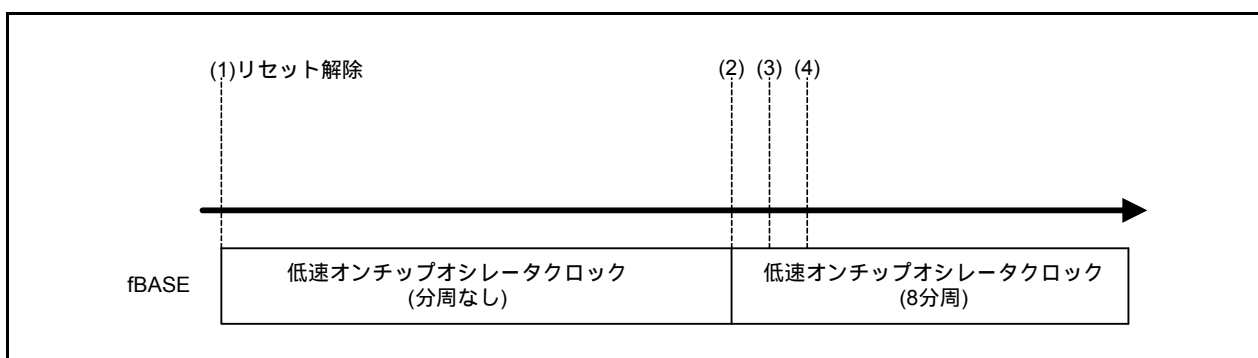 (1)リセット解除
(2) (3) (4)
fBASE
低速オンチップオシレータクロック
(分周なし)
低速オンチップオシレータクロック
(8分周)